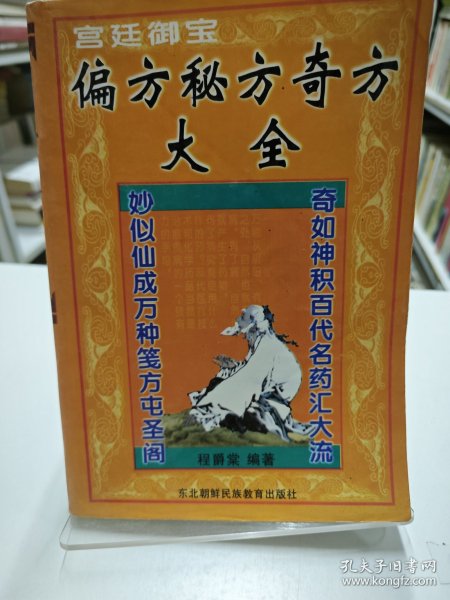 宫廷御宝
偏方秘方奇方
大全
奇如神积百代名药汇大流
妙似仙成万种笺方屯圣阁
程爵棠 编著
东北朝鲜民族教育出版社
孔夫子旧书网
www.kongfz.com